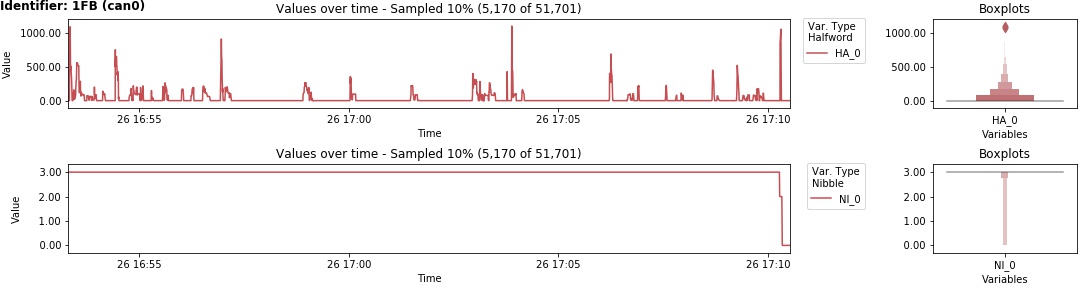 Identifier: 1FB (can0)
Values over time - Sampled 10% (5,170 of 51,701)
Boxplots
Value
1000.00
500.00
0.00
26 16:55
26 17:00
26 17:05
26 17:10
Time
Var. Type
Halfword
HA_0
1000.00
500.00
0.00
HA_0
Variables
Values over time - Sampled 10% (5,170 of 51,701)
Boxplots
Value
3.00
2.00
1.00
0.00
26 16:55
26 17:00
26 17:05
26 17:10
Time
Var. Type
Nibble
NI_0
3.00
2.00
1.00
0.00
NI_0
Variables